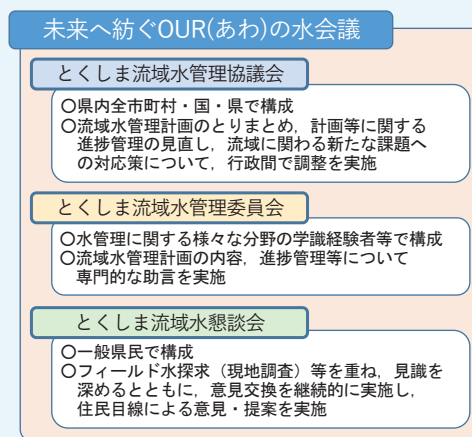 未来へ紡ぐOUR(あわ)の水会議
とくしま流域水管理協議会
○県内全市町村・国・県で構成
○流域水管理計画のとりまとめ，計画等に関する
進捗管理の見直し，流域に関わる新たな課題へ
の対応策について，行政間で調整を実施
とくしま流域水管理委員会
○水管理に関する様々な分野の学識経験者等で構成
○流域水管理計画の内容，進捗管理等について
専門的な助言を実施
とくしま流域水懇談会
○一般県民で構成
○フィールド水探求（現地調査）等を重ね，見識を
深めるとともに，意見交換を継続的に実施し，
住民目線による意見・提案を実施